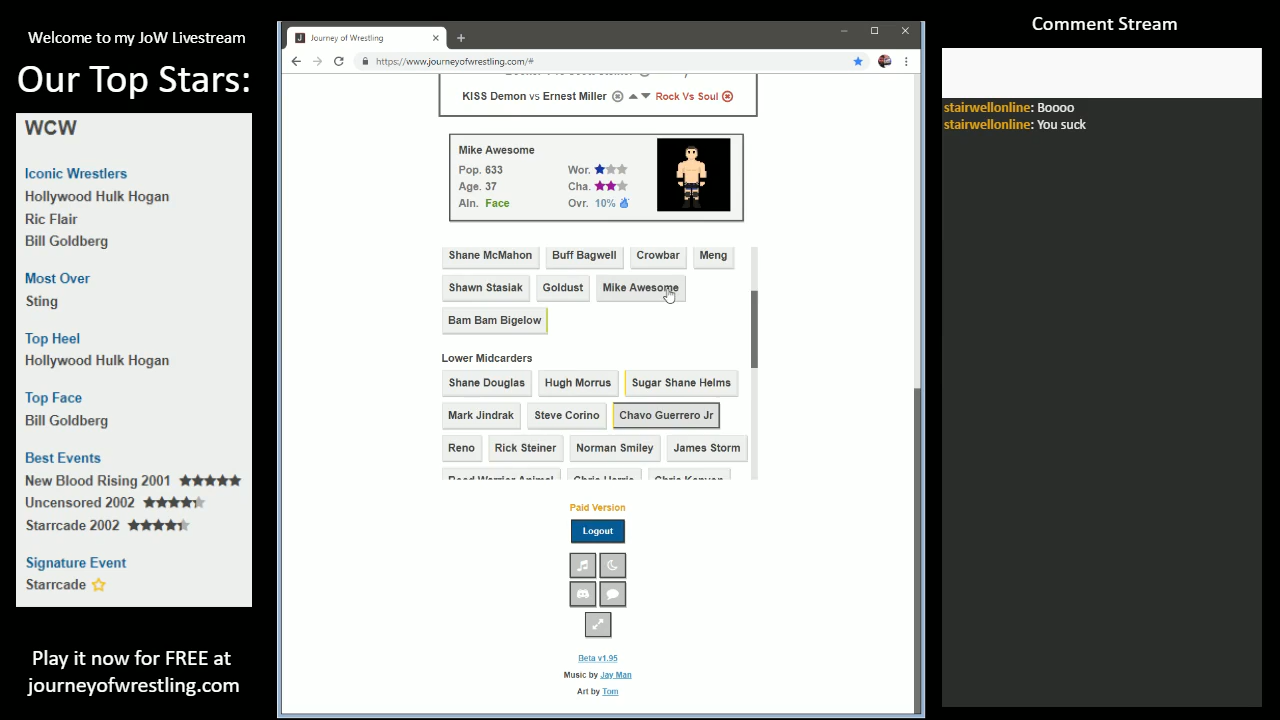 Welcome to my JoW Livestream
Our Top Stars:
WCW
Iconic Wrestlers
Hollywood Hulk Hogan
Ric Flair
Bill Goldberg
Most Over
Sting
Top Heel
Hollywood Hulk Hogan
Top Face
Bill Goldberg
Best Events
New Blood Rising 2001
Uncensored 2002
Starrcade 2002
Signature Event
Starrcade
Play it now for FREE at
journeyofwrestling.com
Journey of Wrestling
https://www.journeyofwrestling.com/#
KISS Demon vs Ernest Miller Rock Vs Soul
Mike Awesome
Pop. 633 Wor.
Age. 37 Cha.
Aln. Face Ovr. 10%
Shane McMahon Buff Bagwell Crowbar Meng
Shawn Stasiak Goldust Mike Awesome
Bam Bam Bigelow
Lower Midcarders
Shane Douglas Hugh Morrus Sugar Shane Helms
Mark Jindrak Steve Corino Chavo Guerrero Jr
Reno Rick Steiner Norman Smiley James Storm
Road Warrior Animal Chris Harris Chris Kanyon
Paid Version
Logout
Beta v1.95
Music by Jay Man
Art by Tom
Comment Stream
stairwellonline: Boooo
stairwellonline: You suck